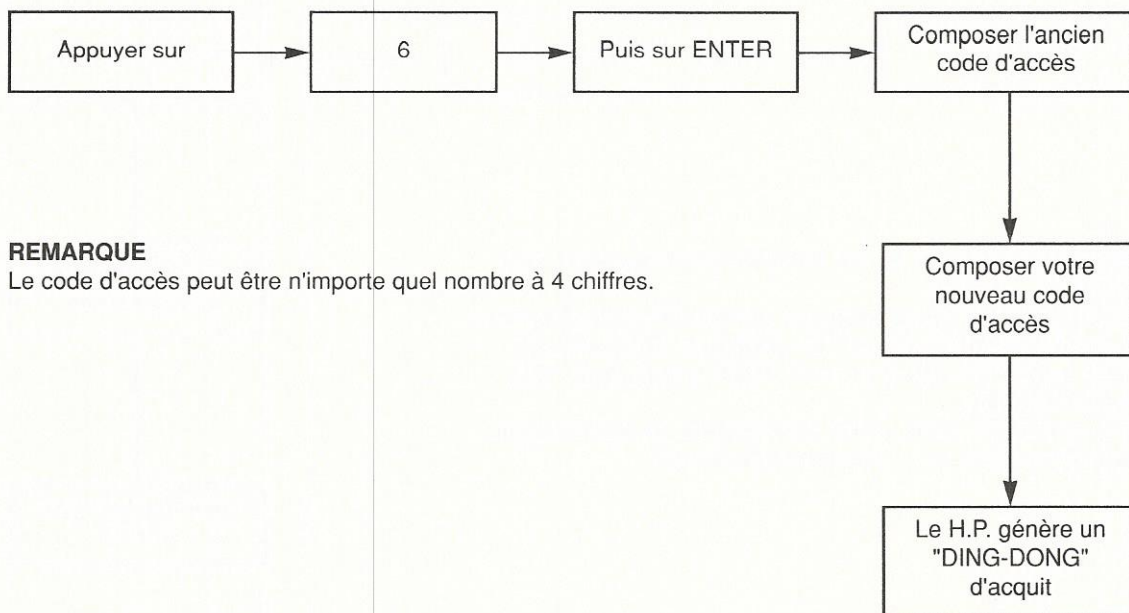 Appuyer sur
6
Puis sur ENTER
Composer l'ancien
code d'accès
REMARQUE
Le code d'accès peut être n'importe quel nombre à 4 chiffres.
Composer votre
nouveau code
d'accès
Le H.P. génère un
"DING-DONG"
d'acquit